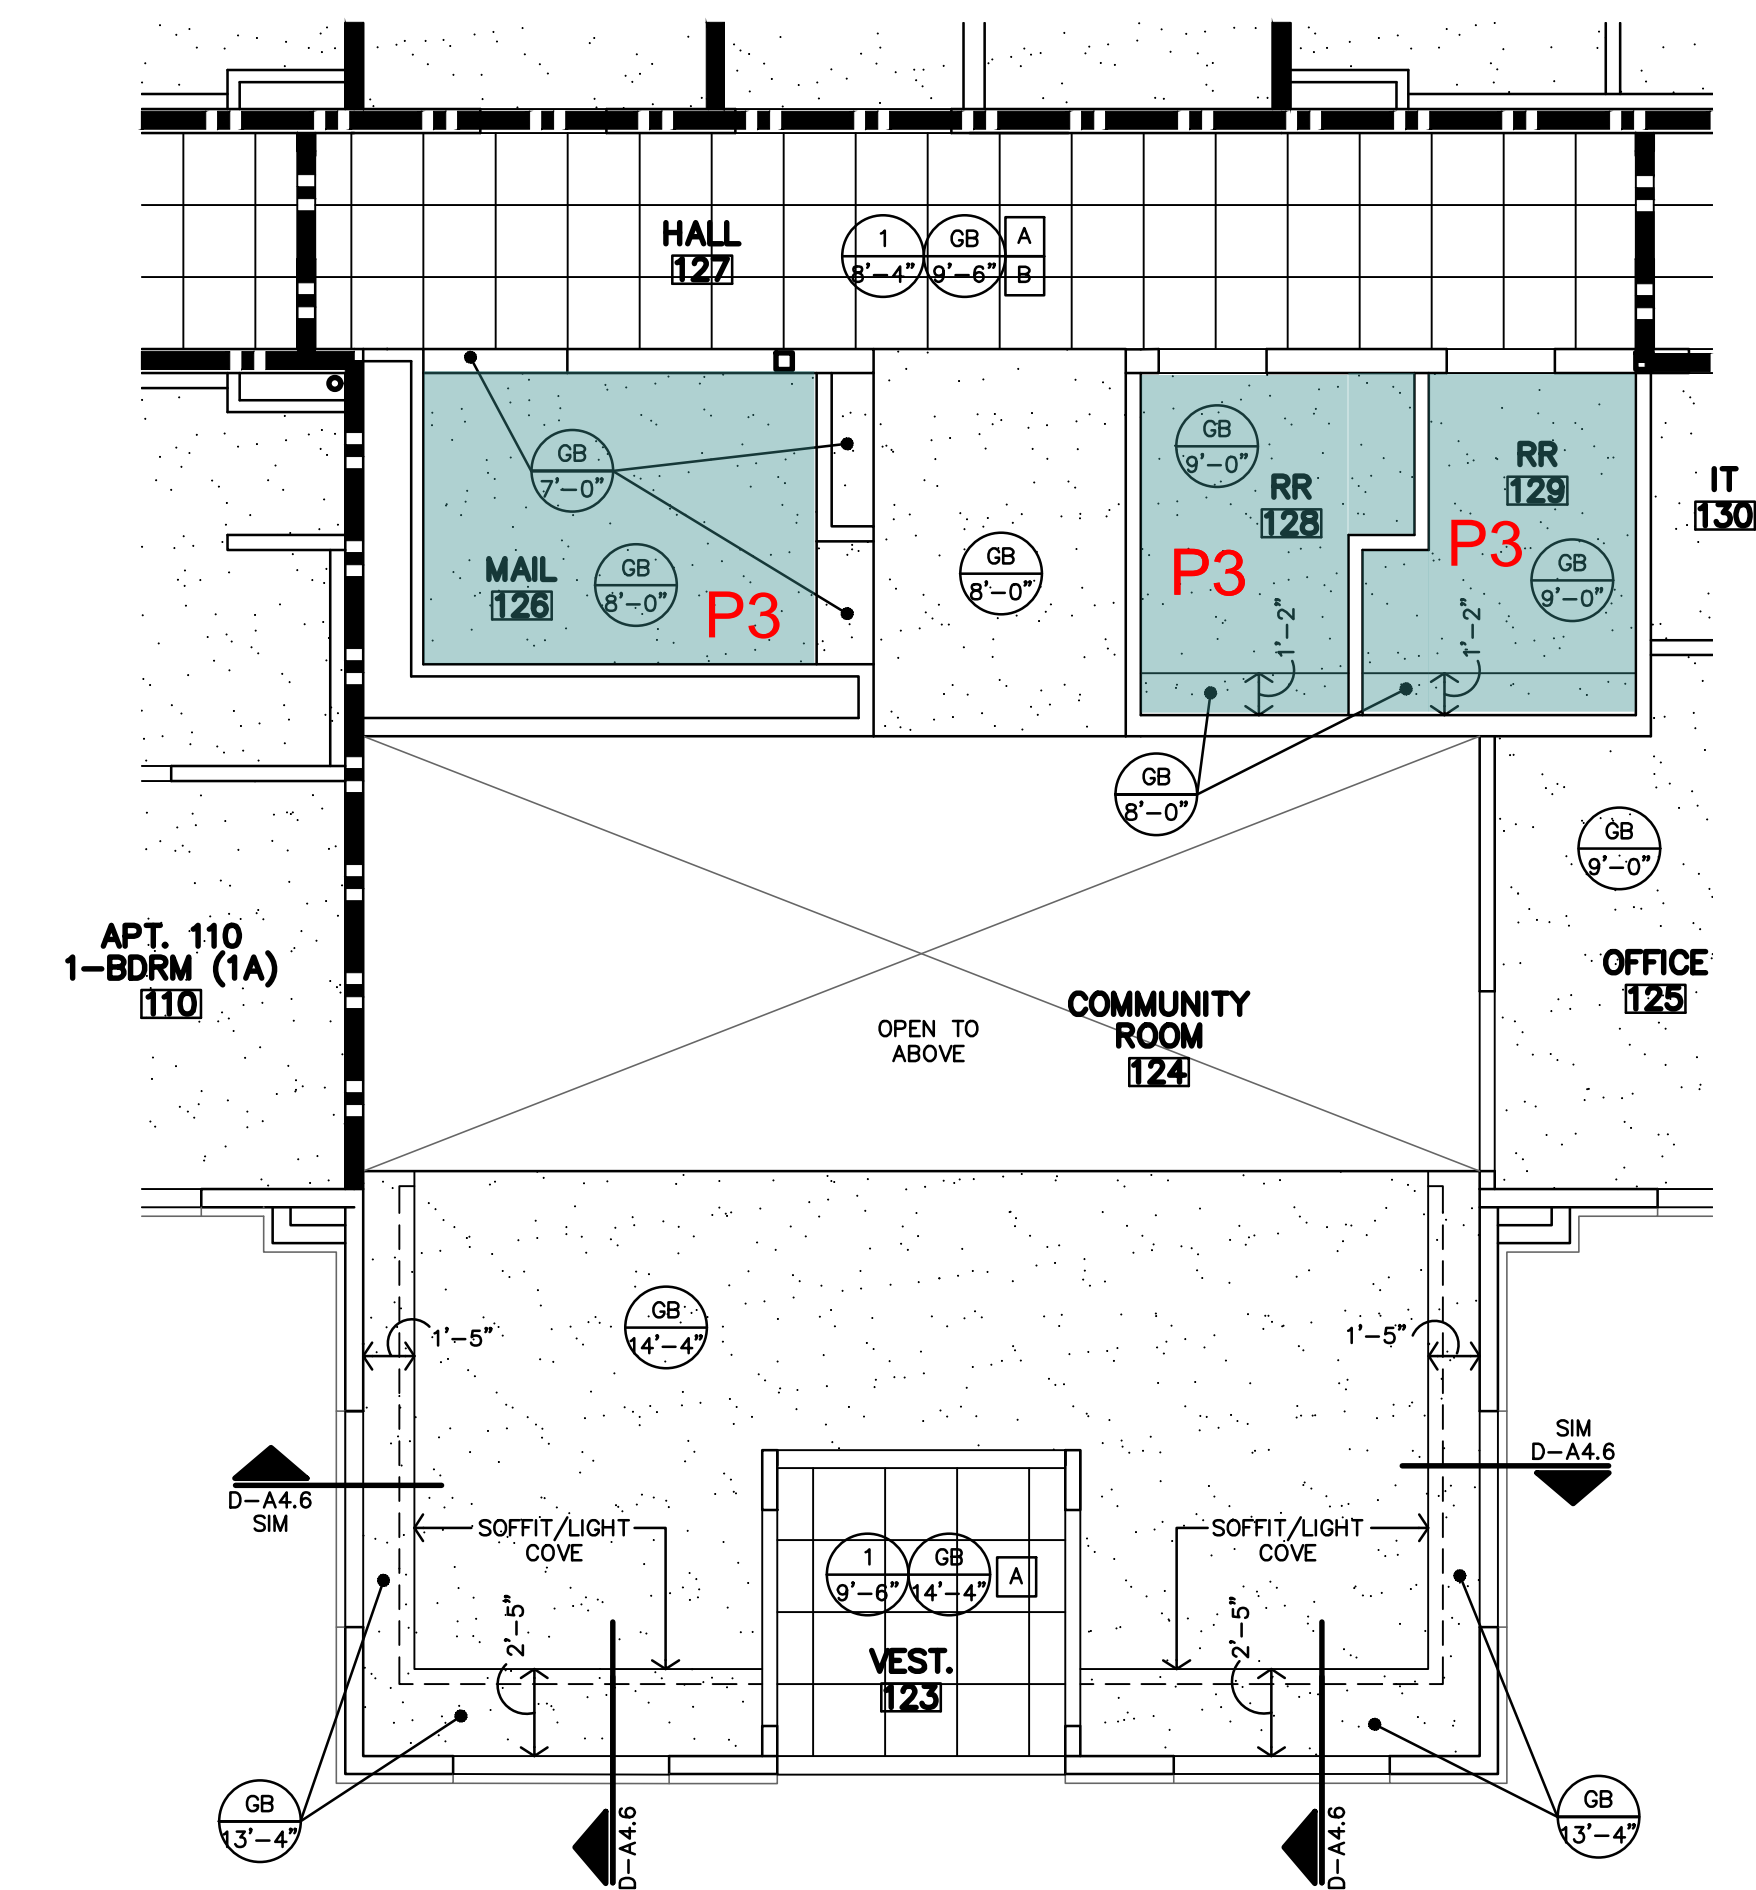 HALL
127
1
8'-4"
GB
9'-6"
A
B
GB
7'-0"
MAIL
126
GB
8'-0"
P3
GB
8'-0"
GB
9'-0"
RR
128
P3
1'-2"
RR
129
P3
GB
9'-0"
1'-2"
IT
130
GB
8'-0"
GB
9'-0"
APT. 110
1-BDRM (1A)
110
OPEN TO
ABOVE
COMMUNITY
ROOM
124
OFFICE
125
GB
14'-4"
1'-5"
1'-5"
D-A4.6
SIM
SIM
D-A4.6
SOFFIT/LIGHT
COVE
SOFFIT/LIGHT
COVE
1
9'-6"
GB
14'-4"
A
2'-5"
2'-5"
VEST.
123
GB
13'-4"
D-A4.6
D-A4.6
GB
13'-4"